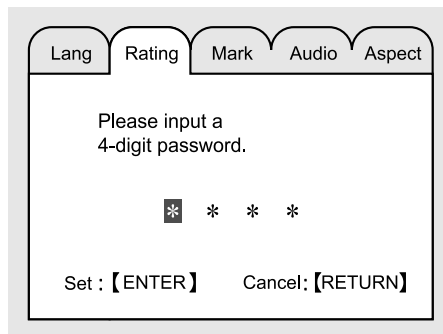 Lang Rating Mark Audio Aspect
Please input a
4-digit password.
* * * *
Set :【ENTER】 Cancel:【RETURN】